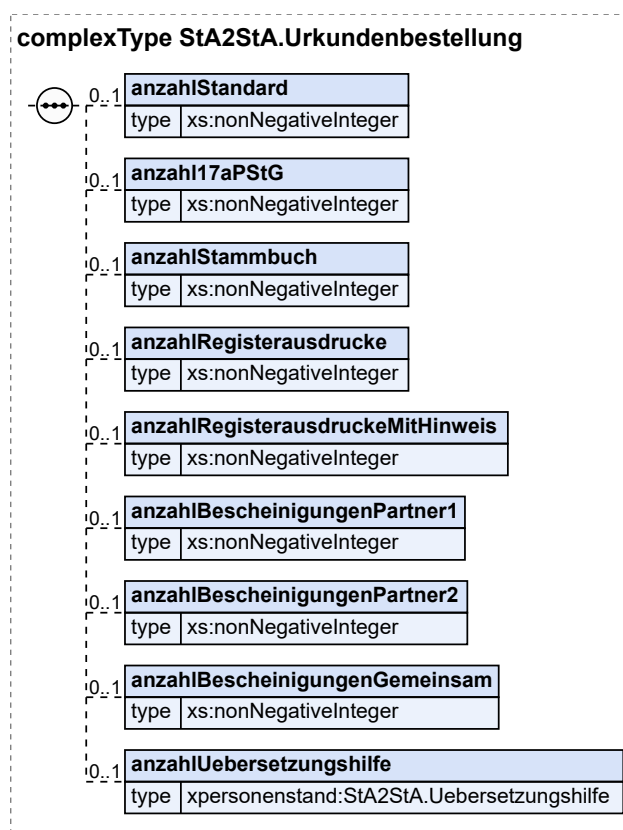 complexType StA2StA.Urkundenbestellung
0..1 anzahlStandard
type xs:nonNegativeInteger
0..1 anzahl17aPStG
type xs:nonNegativeInteger
0..1 anzahlStammbuch
type xs:nonNegativeInteger
0..1 anzahlRegisterausdrucke
type xs:nonNegativeInteger
0..1 anzahlRegisterausdruckeMitHinweis
type xs:nonNegativeInteger
0..1 anzahlBescheinigungenPartner1
type xs:nonNegativeInteger
0..1 anzahlBescheinigungenPartner2
type xs:nonNegativeInteger
0..1 anzahlBescheinigungenGemeinsam
type xs:nonNegativeInteger
0..1 anzahlUebersetzungshilfe
type xpersonenstand:StA2StA.Uebersetzungshilfe